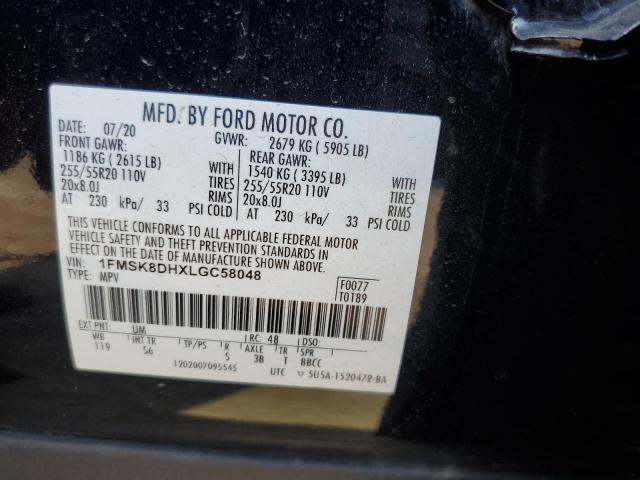 MFD. BY FORD MOTOR CO.
DATE: 07/20 GVWR: 2679 KG ( 5905 LB)
FRONT GAWR: REAR GAWR:
1186 KG ( 2615 LB) WITH 1540 KG ( 3395 LB) WITH
255/55R20 110V TIRES 255/55R20 110V TIRES
20x8.0J RIMS 20x8.0J RIMS
AT 230 kPa/ 33 PSI COLD AT 230 kPa/ 33 PSI COLD
THIS VEHICLE CONFORMS TO ALL APPLICABLE FEDERAL MOTOR
VEHICLE SAFETY AND THEFT PREVENTION STANDARDS IN
EFFECT ON THE DATE OF MANUFACTURE SHOWN ABOVE.
VIN: 1FMSK8DHXLGC58048 F0077
TYPE: MPV T0T89
EXT PNT: UM RC: 48 DSO:
WB INT TR TP/PS R AXLE TR SPR
119 S6 S 3B T BBCC
1202007095545 UTC ▽ 5U5A-1520472-BA